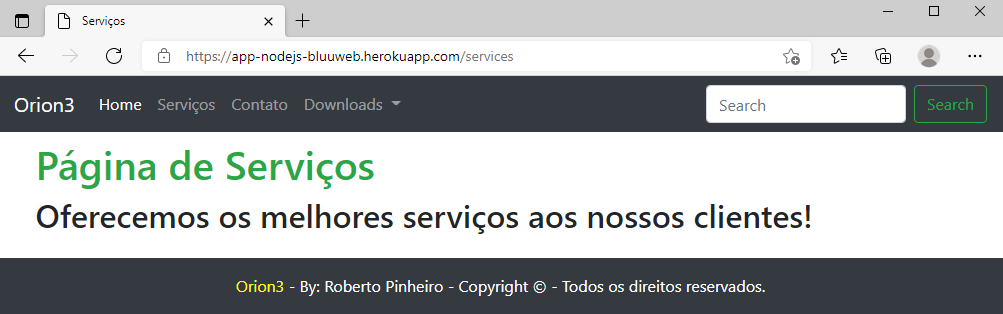 Serviços
https://app-nodejs-bluuweb.herokuapp.com/services
Orion3 Home Serviços Contato Downloads Search Search
Página de Serviços
Oferecemos os melhores serviços aos nossos clientes!
Orion3 - By: Roberto Pinheiro - Copyright © - Todos os direitos reservados.